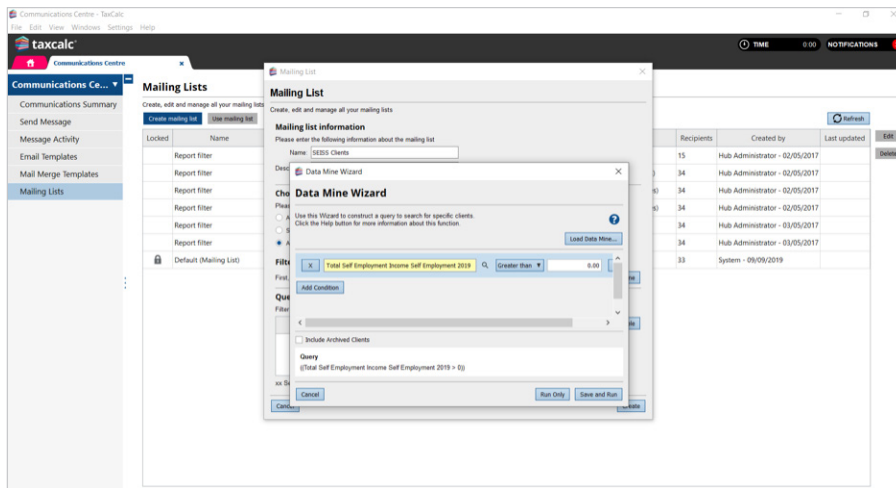 Communications Centre - TaxCalc
File Edit View Windows Settings Help
taxcalc
TIME 0:00 NOTIFICATIONS
Communications Centre x
Communications Ce...
Communications Summary
Send Message
Message Activity
Email Templates
Mail Merge Templates
Mailing Lists
Mailing Lists
Create, edit and manage all your mailing lists
Create mailing list Use mailing list Refresh
Locked Name Recipients Created by Last updated Edit
Report filter 15 Hub Administrator - 02/05/2017 Delete
Report filter 34 Hub Administrator - 02/05/2017
Report filter 34 Hub Administrator - 02/05/2017
Report filter 34 Hub Administrator - 03/05/2017
Report filter 34 Hub Administrator - 03/05/2017
Default (Mailing List) 33 System - 09/09/2019
Mailing List
Mailing List
Create, edit and manage all your mailing lists
Mailing list information
Please enter the following information about the mailing list
Name: SEISS Clients
Data Mine Wizard
Data Mine Wizard
Use this Wizard to construct a query to search for specific clients.
Click the Help button for more information about this function
Load Data Mine...
X Total Self Employment Income Self Employment 2019 Greater than 0.00
Add Condition
Include Archived Clients
Query
((Total Self Employment Income Self Employment 2019 > 0))
Cancel Run Only Save and Run